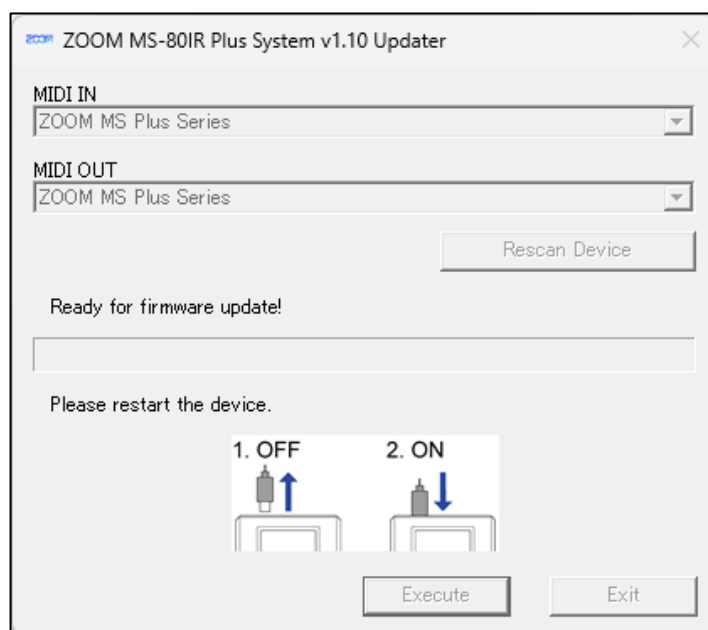 ZOOM ZOOM MS-80IR Plus System v1.10 Updater
MIDI IN
ZOOM MS Plus Series
MIDI OUT
ZOOM MS Plus Series
Rescan Device
Ready for firmware update!
Please restart the device.
1. OFF 2. ON
Execute Exit